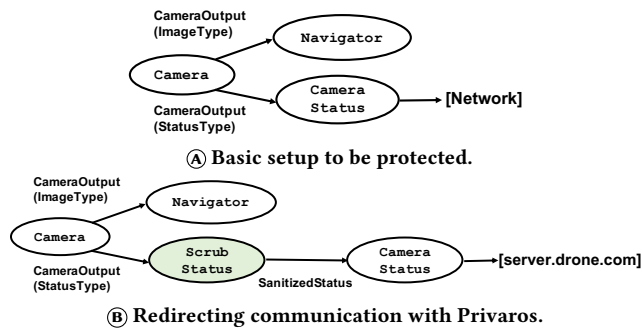 CameraOutput
(ImageType)
Navigator
Camera
Camera
Status
[Network]
CameraOutput
(StatusType)
Ⓐ Basic setup to be protected.
CameraOutput
(ImageType)
Navigator
Camera
Scrub
Status
Camera
Status
[server.drone.com]
CameraOutput
(StatusType)
SanitizedStatus
Ⓑ Redirecting communication with Privaros.